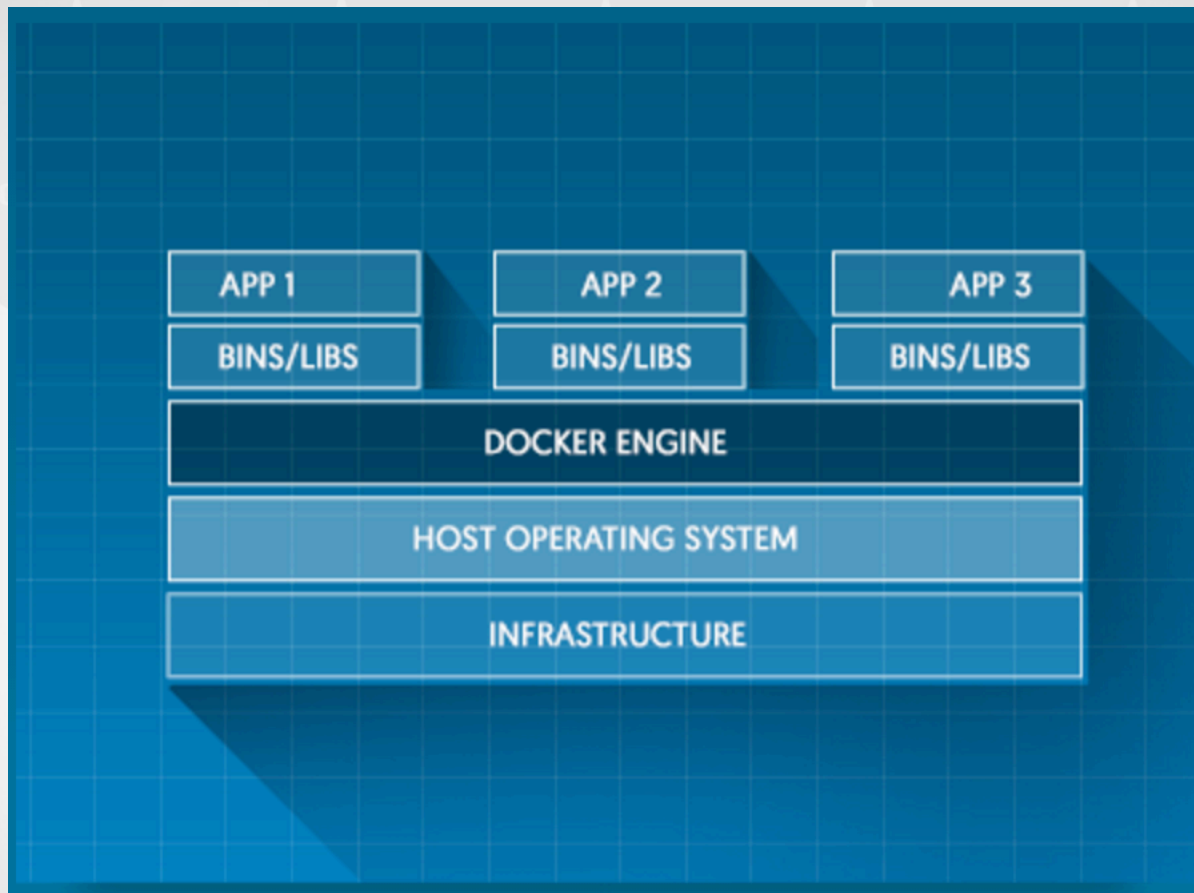 APP 1 APP 2 APP 3
BINS/LIBS BINS/LIBS BINS/LIBS
DOCKER ENGINE
HOST OPERATING SYSTEM
INFRASTRUCTURE